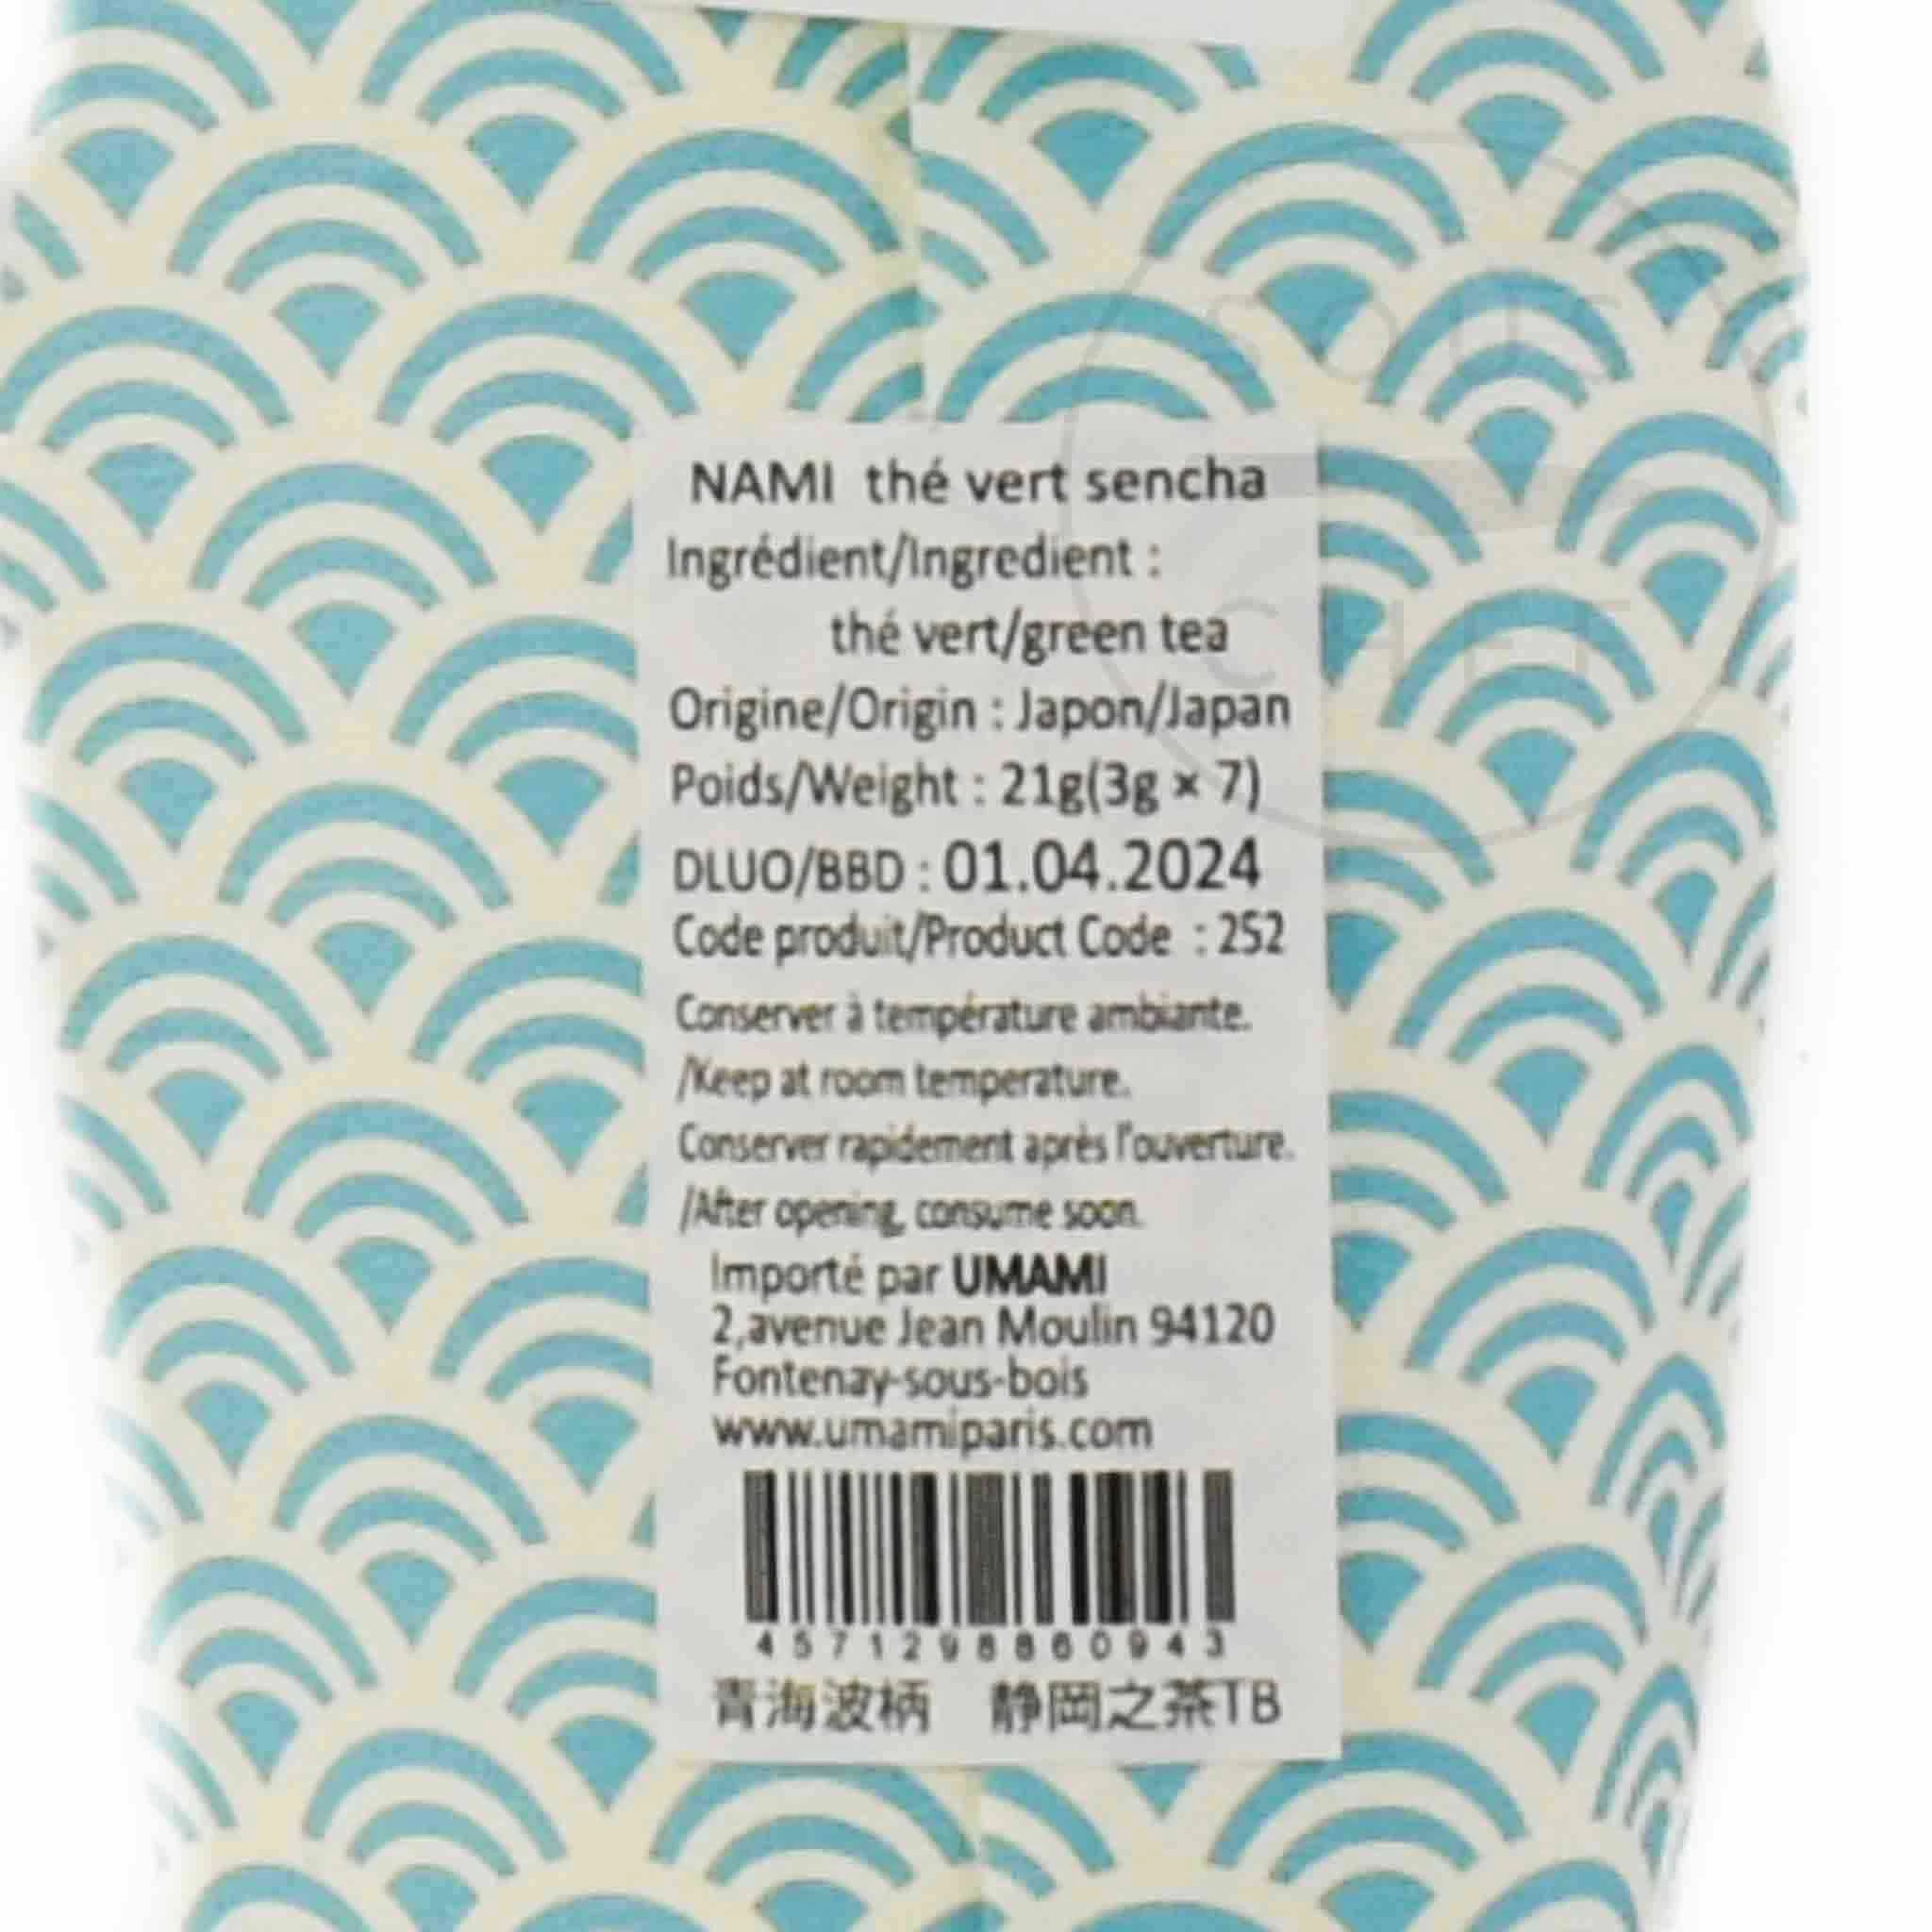 NAMI thé vert sencha
Ingrédient/Ingredient :
thé vert/green tea
Origine/Origin : Japon/Japan
Poids/Weight : 21g(3g × 7)
DLUO/BBD : 01.04.2024
Code produit/Product Code : 252
Conserver à température ambiante.
/Keep at room temperature.
Conserver rapidement après l'ouverture.
/After opening, consume soon.
Importé par UMAMI
2,avenue Jean Moulin 94120
Fontenay-sous-bois
www.umamiparis.com
4571298860943
青海波柄 静岡之茶TB